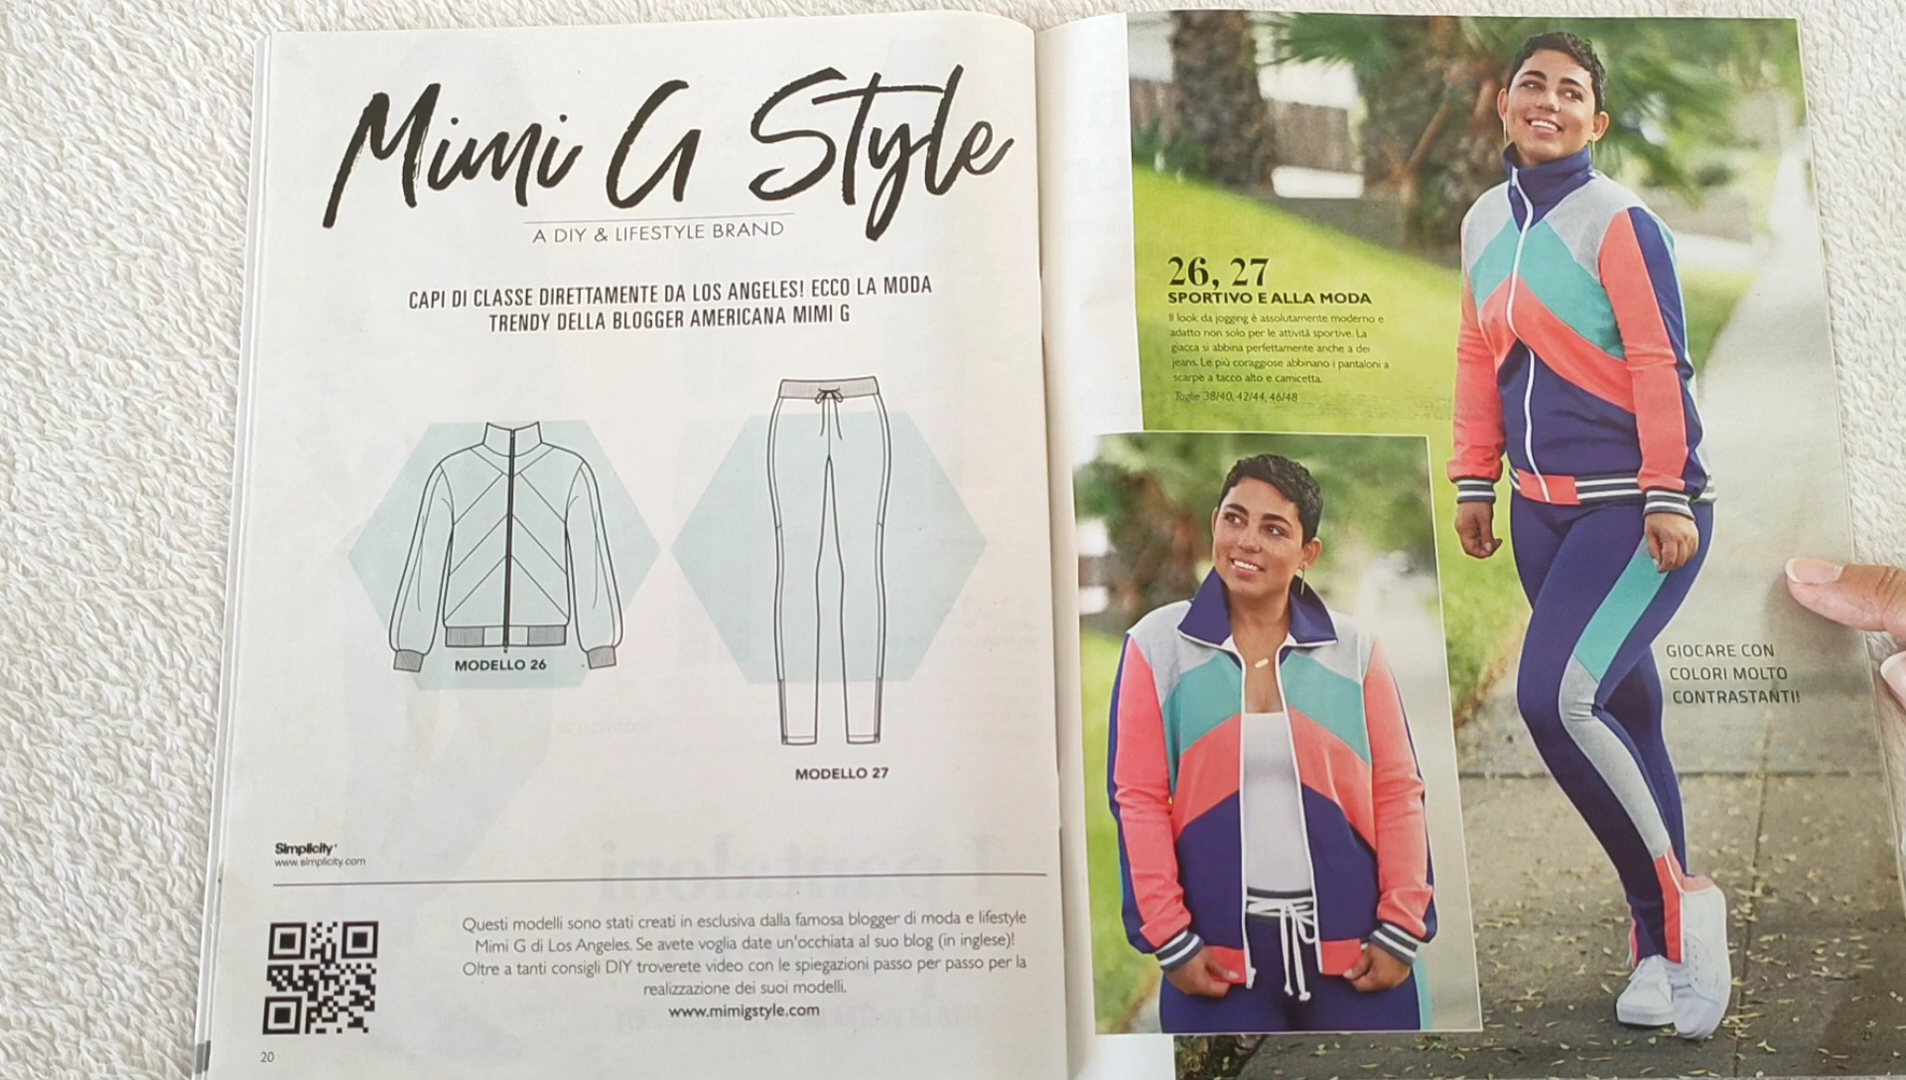 Mimi G Style
A DIY & LIFESTYLE BRAND
CAPI DI CLASSE DIRETTAMENTE DA LOS ANGELES! ECCO LA MODA
TRENDY DELLA BLOGGER AMERICANA MIMI G
MODELLO 26
MODELLO 27
Simplicity
www.simplicity.com
Questi modelli sono stati creati in esclusiva dalla famosa blogger di moda e lifestyle
Mimi G di Los Angeles. Se avete voglia date un'occhiata al suo blog (in inglese)!
Oltre a tanti consigli DIY troverete video con le spiegazioni passo per passo per la
realizzazione dei suoi modelli.
www.mimigstyle.com
20
26, 27
SPORTIVO E ALLA MODA
Il look da jogging è assolutamente moderno e
adatto non solo per le attività sportive. La
giacca si abbina perfettamente anche a dei
jeans. Le più coraggiose abbinano i pantaloni a
scarpe a tacco alto e camicetta.
Taglie 38/40, 42/44, 46/48
GIOCARE CON
COLORI MOLTO
CONTRASTANTI!